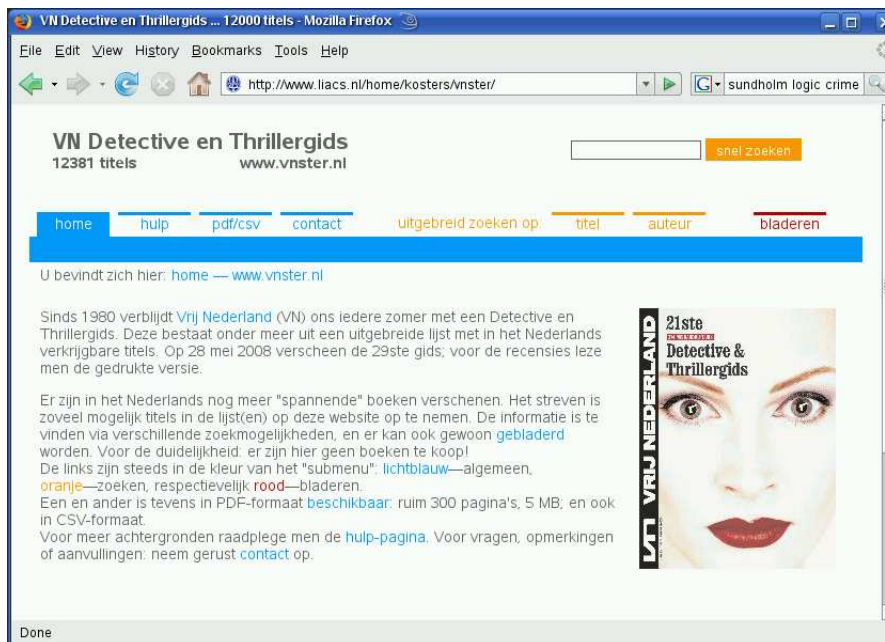 VN Detective en Thrillergids ... 12000 titels - Mozilla Firefox
File Edit View History Bookmarks Tools Help
http://www.liacs.nl/home/kosters/vnster/ G sundholm logic crime
VN Detective en Thrillergids
12381 titels www.vnster.nl
snel zoeken
home hulp pdf/csv contact uitgebreid zoeken op: titel auteur bladeren
U bevindt zich hier: home — www.vnster.nl
Sinds 1980 verblijdt Vrij Nederland (VN) ons iedere zomer met een Detective en
Thrillergids. Deze bestaat onder meer uit een uitgebreide lijst met in het Nederlands
verkrijgbare titels. Op 28 mei 2008 verscheen de 29ste gids; voor de recensies leze
men de gedrukte versie.
Er zijn in het Nederlands nog meer "spannende" boeken verschenen. Het streven is
zoveel mogelijk titels in de lijst(en) op deze website op te nemen. De informatie is te
vinden via verschillende zoekmogelijkheden, en er kan ook gewoon gebladerd
worden. Voor de duidelijkheid: er zijn hier geen boeken te koop!
De links zijn steeds in de kleur van het "submenu": lichtblauw—algemeen,
oranje—zoeken, respectievelijk rood—bladeren.
Een en ander is tevens in PDF-formaat beschikbaar: ruim 300 pagina's, 5 MB; en ook
in CSV-formaat.
Voor meer achtergronden raadplege men de hulp-pagina. Voor vragen, opmerkingen
of aanvullingen: neem gerust contact op.
21ste
Detective &
Thrillergids
VN VRIJ NEDERLAND
Done